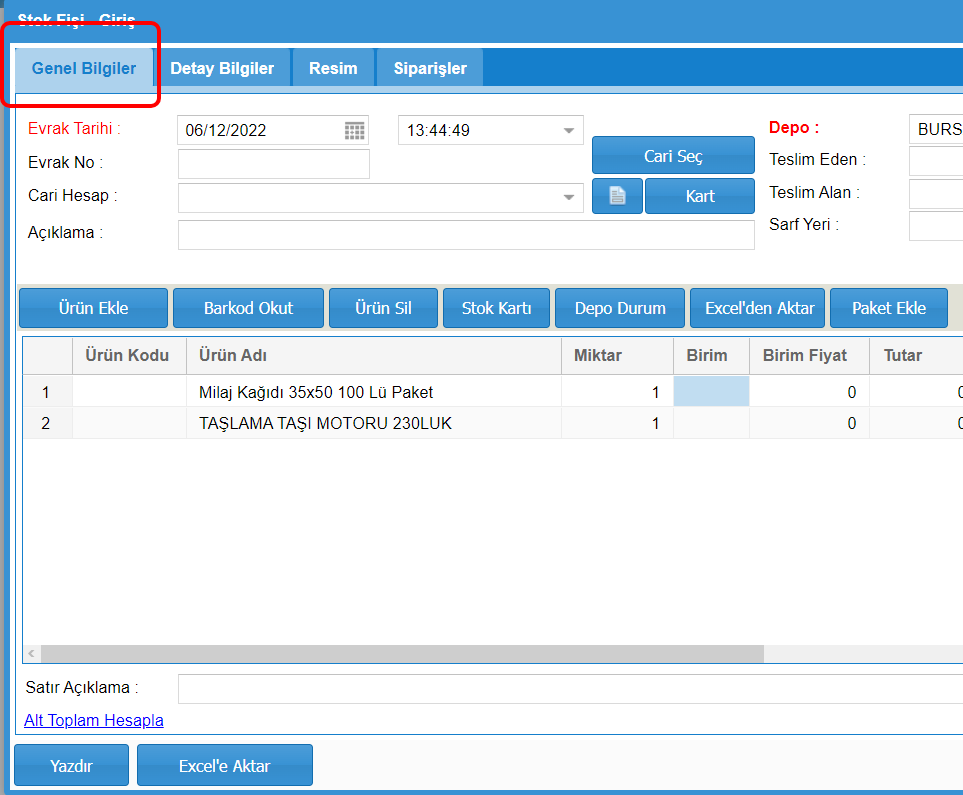 Stok Fişi - Giriş
Genel Bilgiler Detay Bilgiler Resim Siparişler
Evrak Tarihi : 06/12/2022 13:44:49 Depo : BURS
Evrak No : Cari Seç Teslim Eden :
Cari Hesap : Kart Teslim Alan :
Açıklama : Sarf Yeri :
Ürün Ekle Barkod Okut Ürün Sil Stok Kartı Depo Durum Excel'den Aktar Paket Ekle
Ürün Kodu Ürün Adı Miktar Birim Birim Fiyat Tutar
1 Milaj Kağıdı 35x50 100 Lü Paket 1 0 0
2 TAŞLAMA TAŞI MOTORU 230LUK 1 0 0
Satır Açıklama :
Alt Toplam Hesapla
Yazdır Excel'e Aktar